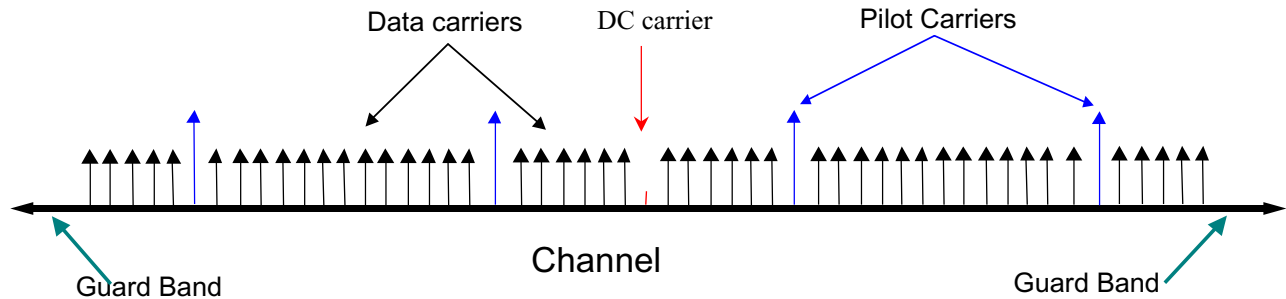 Data carriers
DC carrier
Pilot Carriers
Channel
Guard Band
Guard Band